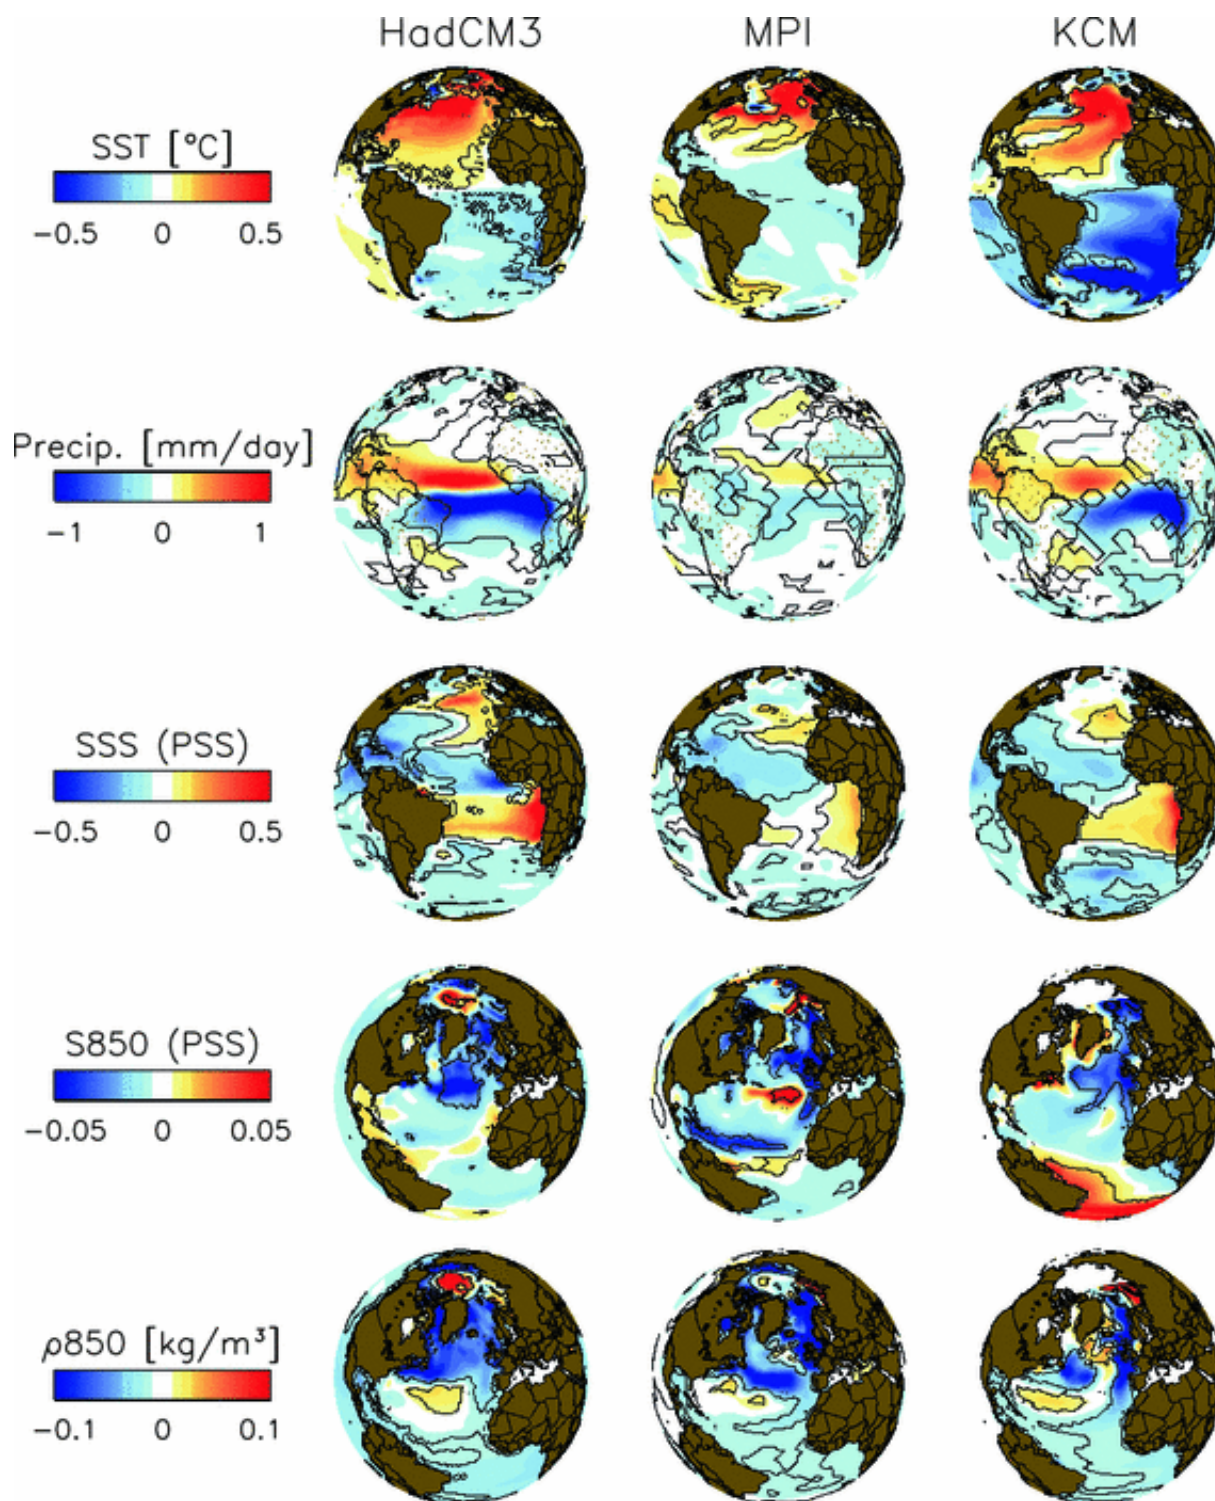 HadCM3 MPI KCM
SST [°C]
−0.5 0 0.5
Precip. [mm/day]
−1 0 1
SSS (PSS)
−0.5 0 0.5
S850 (PSS)
−0.05 0 0.05
ρ850 [kg/m³]
−0.1 0 0.1